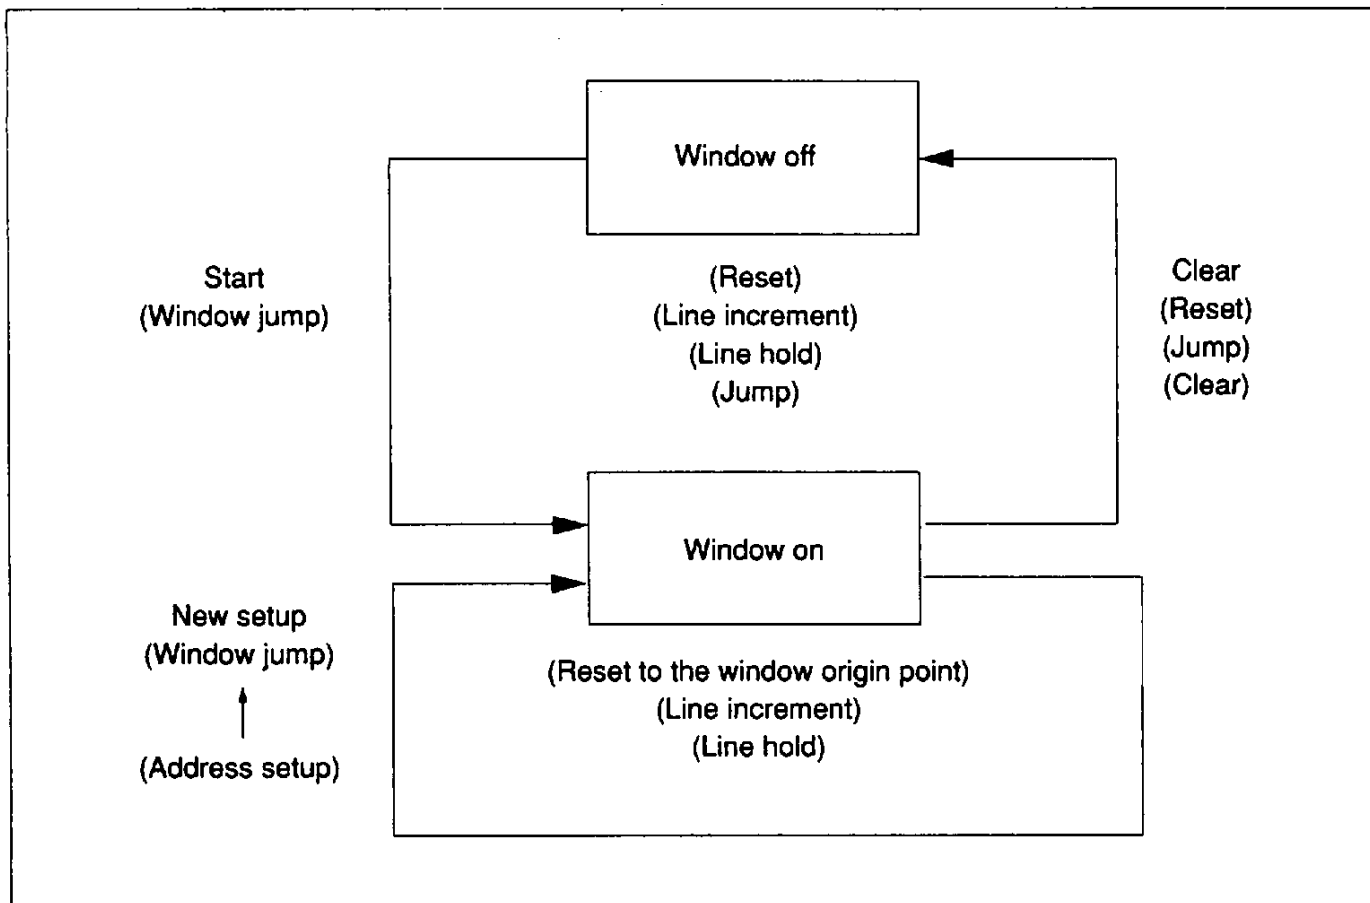 Window off
Start
(Window jump)
(Reset)
(Line increment)
(Line hold)
(Jump)
Clear
(Reset)
(Jump)
(Clear)
Window on
New setup
(Window jump)
(Address setup)
(Reset to the window origin point)
(Line increment)
(Line hold)